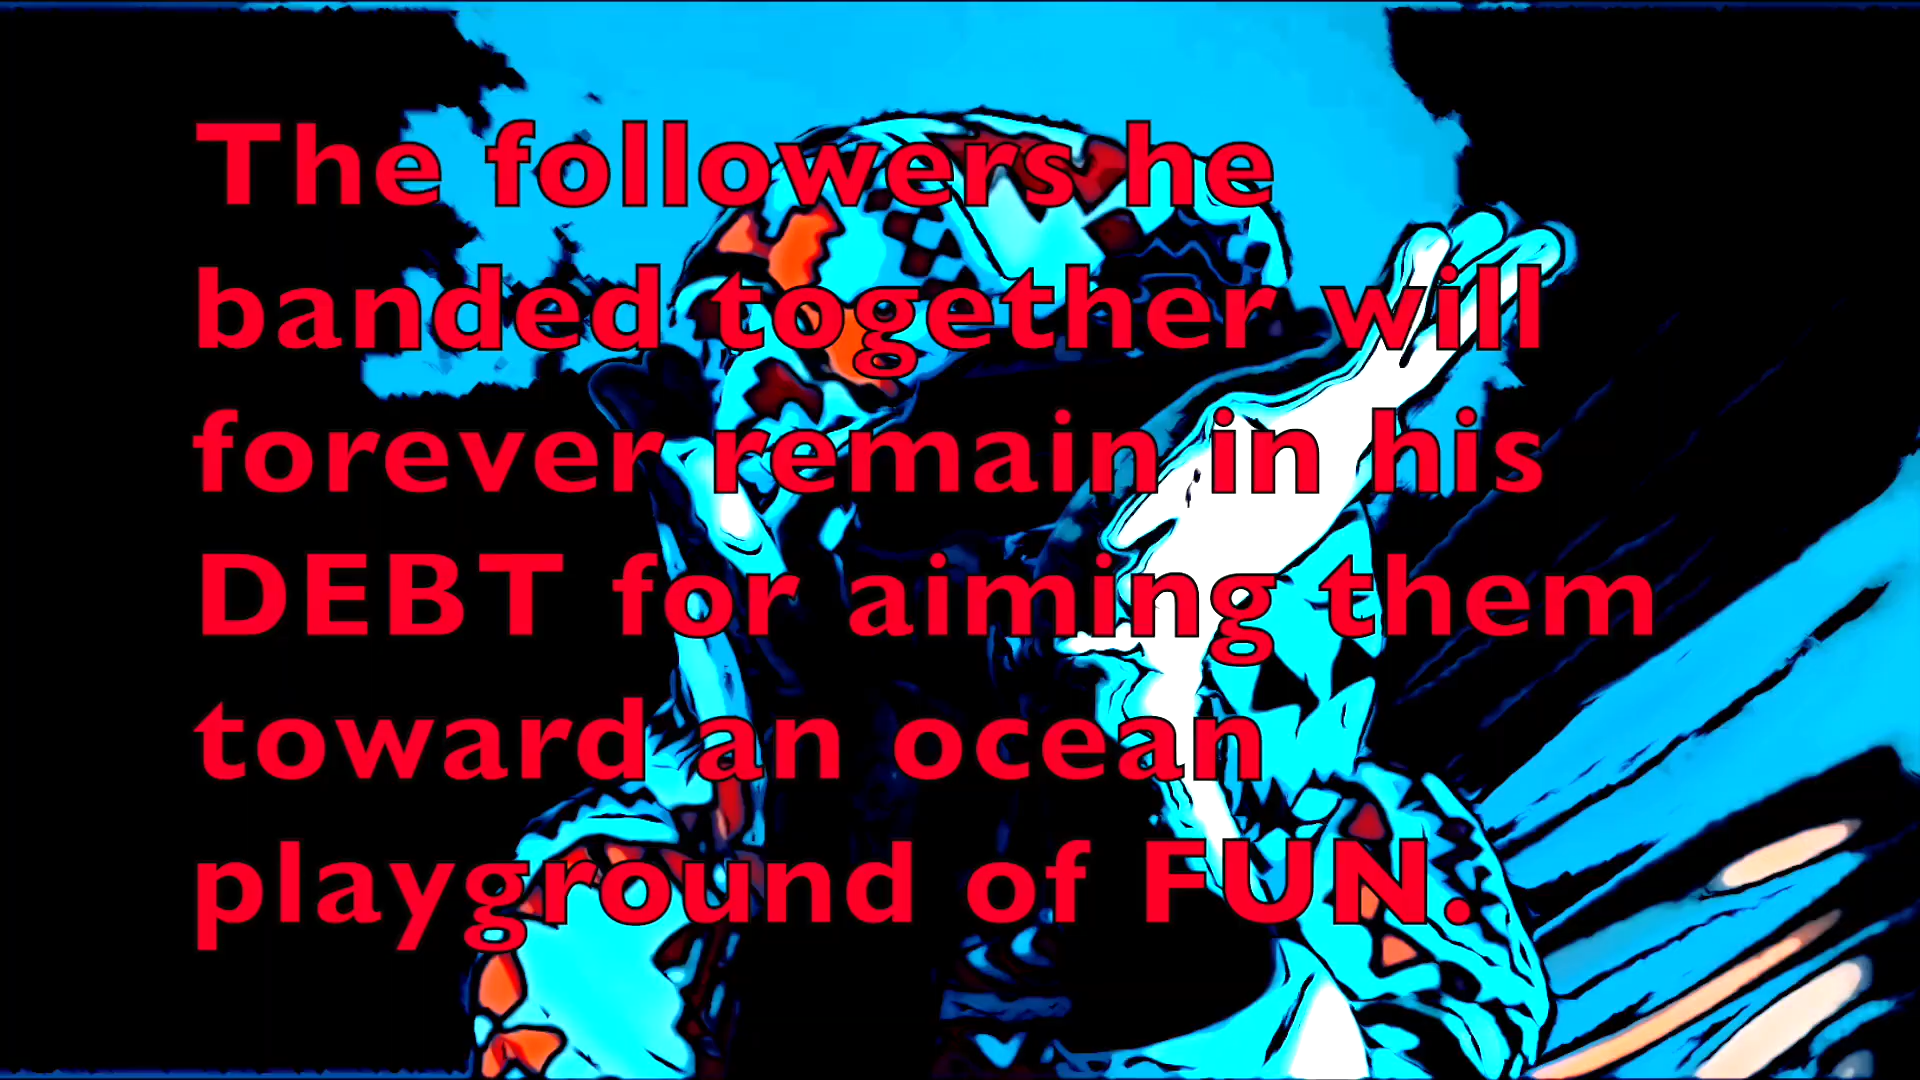 The followers he
banded together will
forever remain in his
DEBT for aiming them
toward an ocean
playground of FUN.